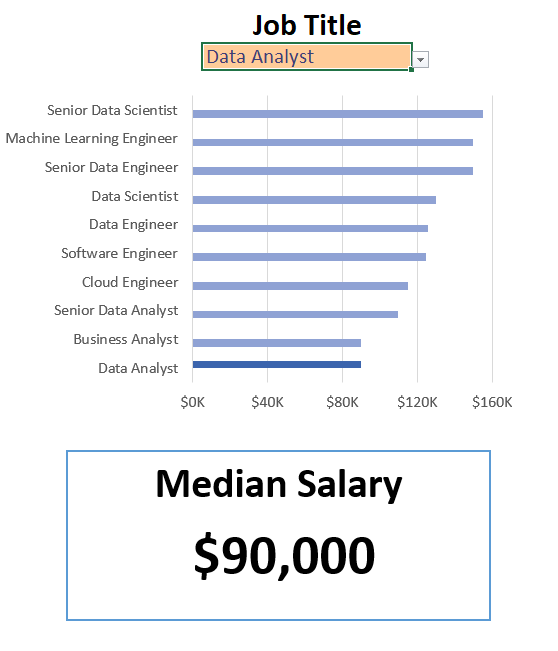 Job Title
Data Analyst
Senior Data Scientist
Machine Learning Engineer
Senior Data Engineer
Data Scientist
Data Engineer
Software Engineer
Cloud Engineer
Senior Data Analyst
Business Analyst
Data Analyst
$0K $40K $80K $120K $160K
Median Salary
$90,000